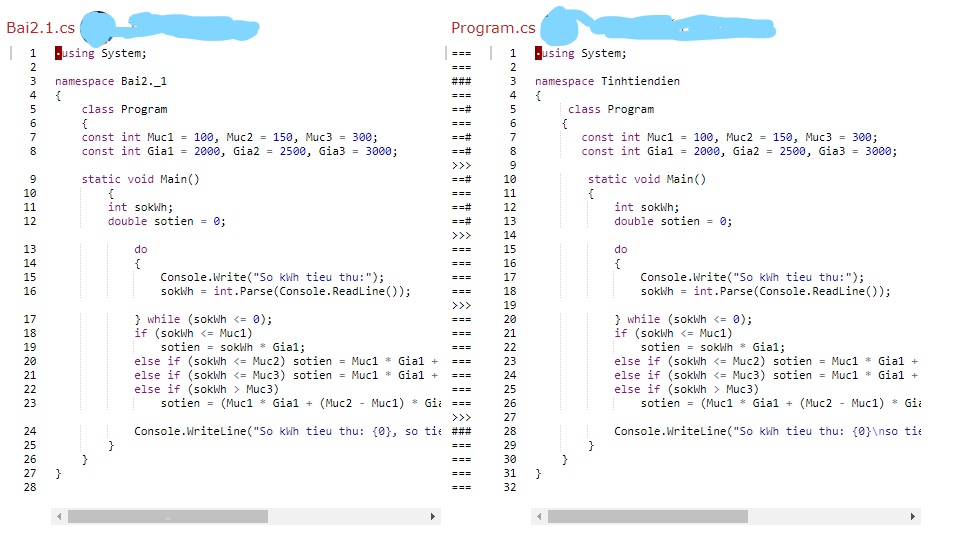 Bai2.1.cs
1 -using System;
2
3 namespace Bai2._1
4 {
5 class Program
6 {
7 const int Muc1 = 100, Muc2 = 150, Muc3 = 300;
8 const int Gia1 = 2000, Gia2 = 2500, Gia3 = 3000;
9 static void Main()
10 {
11 int sokWh;
12 double sotien = 0;
13 do
14 {
15 Console.Write("So kWh tieu thu:");
16 sokWh = int.Parse(Console.ReadLine());
17 } while (sokWh <= 0);
18 if (sokWh <= Muc1)
19 sotien = sokWh * Gia1;
20 else if (sokWh <= Muc2) sotien = Muc1 * Gia1 +
21 else if (sokWh <= Muc3) sotien = Muc1 * Gia1 +
22 else if (sokWh > Muc3)
23 sotien = (Muc1 * Gia1 + (Muc2 - Muc1) * Gia
24 Console.WriteLine("So kWh tieu thu: {0}, so tie
25 }
26 }
27 }
28
Program.cs
=== 1 -using System;
=== 2
### 3 namespace Tinhtiendien
=== 4 {
==# 5 class Program
=== 6 {
==# 7 const int Muc1 = 100, Muc2 = 150, Muc3 = 300;
==# 8 const int Gia1 = 2000, Gia2 = 2500, Gia3 = 3000;
>>> 9
==# 10 static void Main()
=== 11 {
==# 12 int sokWh;
==# 13 double sotien = 0;
>>> 14
=== 15 do
=== 16 {
=== 17 Console.Write("So kWh tieu thu:");
=== 18 sokWh = int.Parse(Console.ReadLine());
>>> 19
=== 20 } while (sokWh <= 0);
=== 21 if (sokWh <= Muc1)
=== 22 sotien = sokWh * Gia1;
=== 23 else if (sokWh <= Muc2) sotien = Muc1 * Gia1 +
=== 24 else if (sokWh <= Muc3) sotien = Muc1 * Gia1 +
=== 25 else if (sokWh > Muc3)
=== 26 sotien = (Muc1 * Gia1 + (Muc2 - Muc1) * Gia
>>> 27
### 28 Console.WriteLine("So kWh tieu thu: {0}\nso tie
=== 29 }
=== 30 }
=== 31 }
=== 32